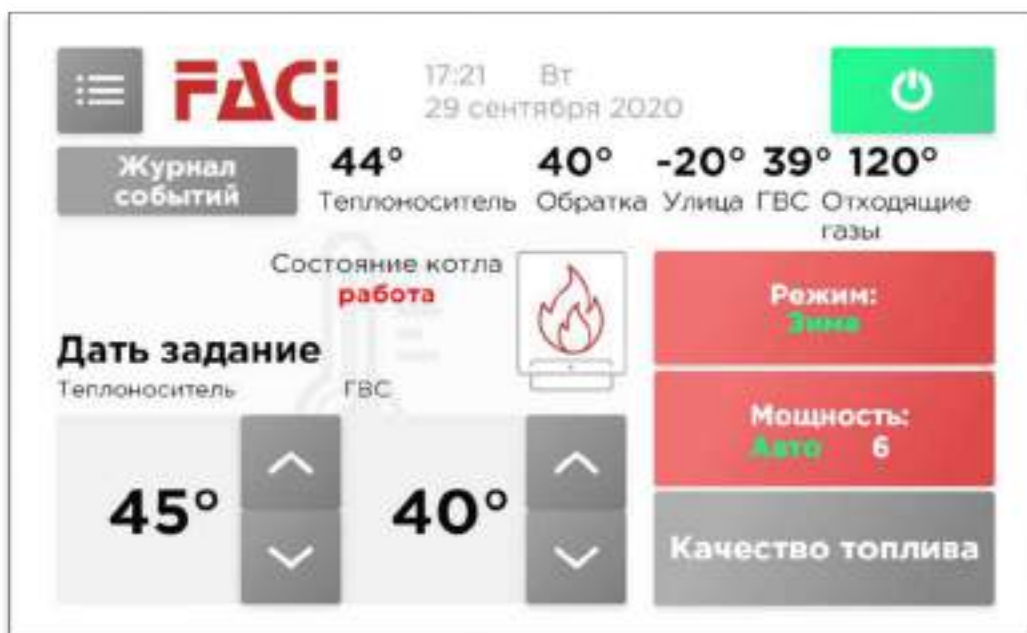 FACi
17:21 Вт
29 сентября 2020
Журнал
событий
44° 40° -20° 39° 120°
Теплоноситель Обратка Улица ГВС Отходящие
газы
Состояние котла
работа
Режим:
Зима
Дать задание
Теплоноситель ГВС
Мощность:
Авто 6
45° 40°
Качество топлива